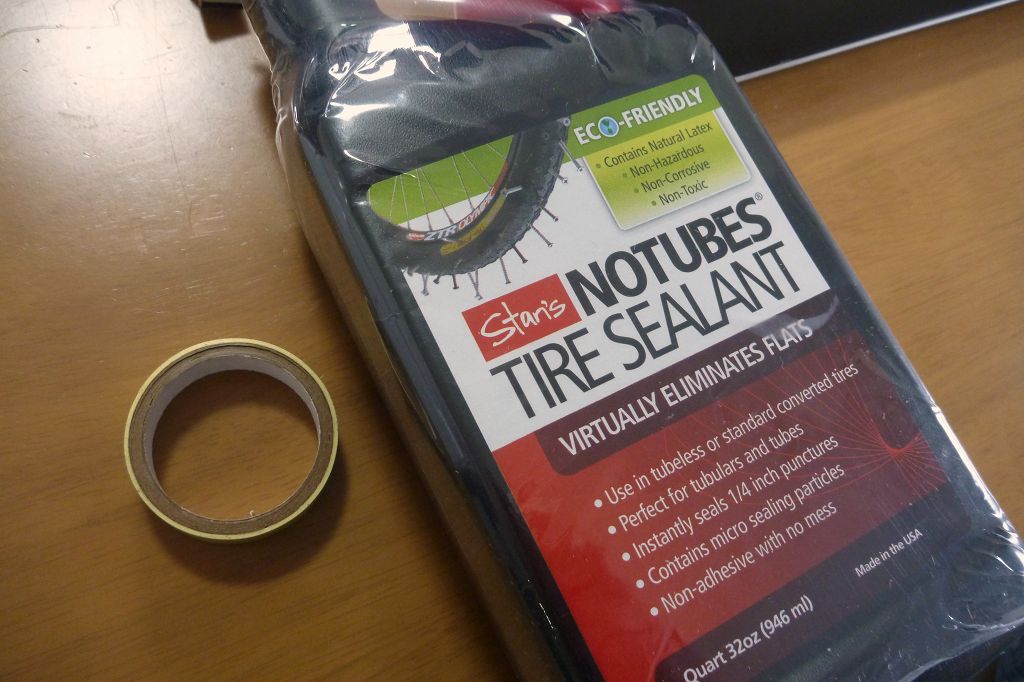 ECO-FRIENDLY
• Contains Natural Latex
• Non-Hazardous
• Non-Corrosive
• Non-Toxic
ZTR OLYMPIC
Stan's NOTUBES®
TIRE SEALANT
VIRTUALLY ELIMINATES FLATS
• Use in tubeless or standard converted tires
• Perfect for tubulars and tubes
• Instantly seals 1/4 inch punctures
• Contains micro sealing particles
• Non-adhesive with no mess
Made in the USA
Quart 32oz (946 ml)